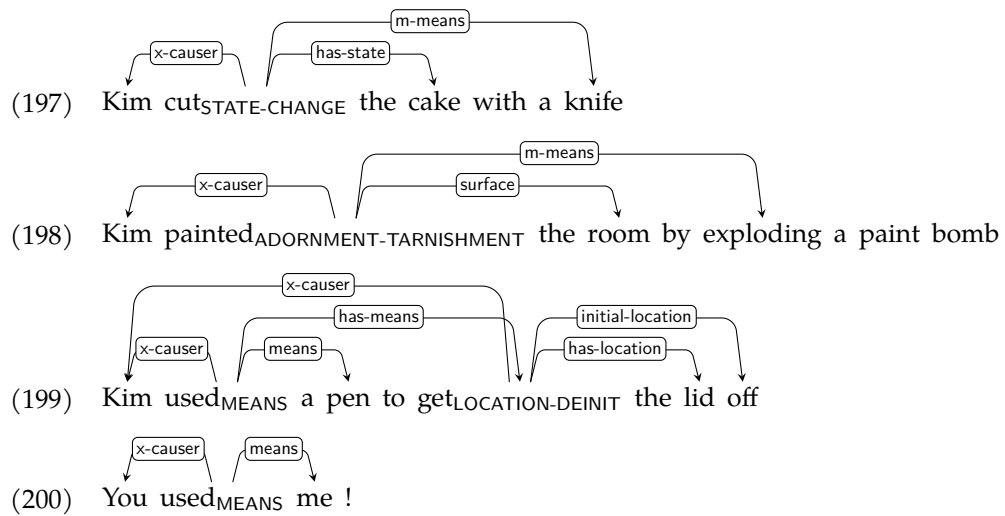 m-means
x-causer has-state
(197) Kim cutSTATE-CHANGE the cake with a knife
m-means
x-causer surface
(198) Kim paintedADORNMENT-TARNISHMENT the room by exploding a paint bomb
x-causer
has-means initial-location
x-causer means has-location
(199) Kim usedMEANS a pen to getLOCATION-DEINIT the lid off
x-causer means
(200) You usedMEANS me !